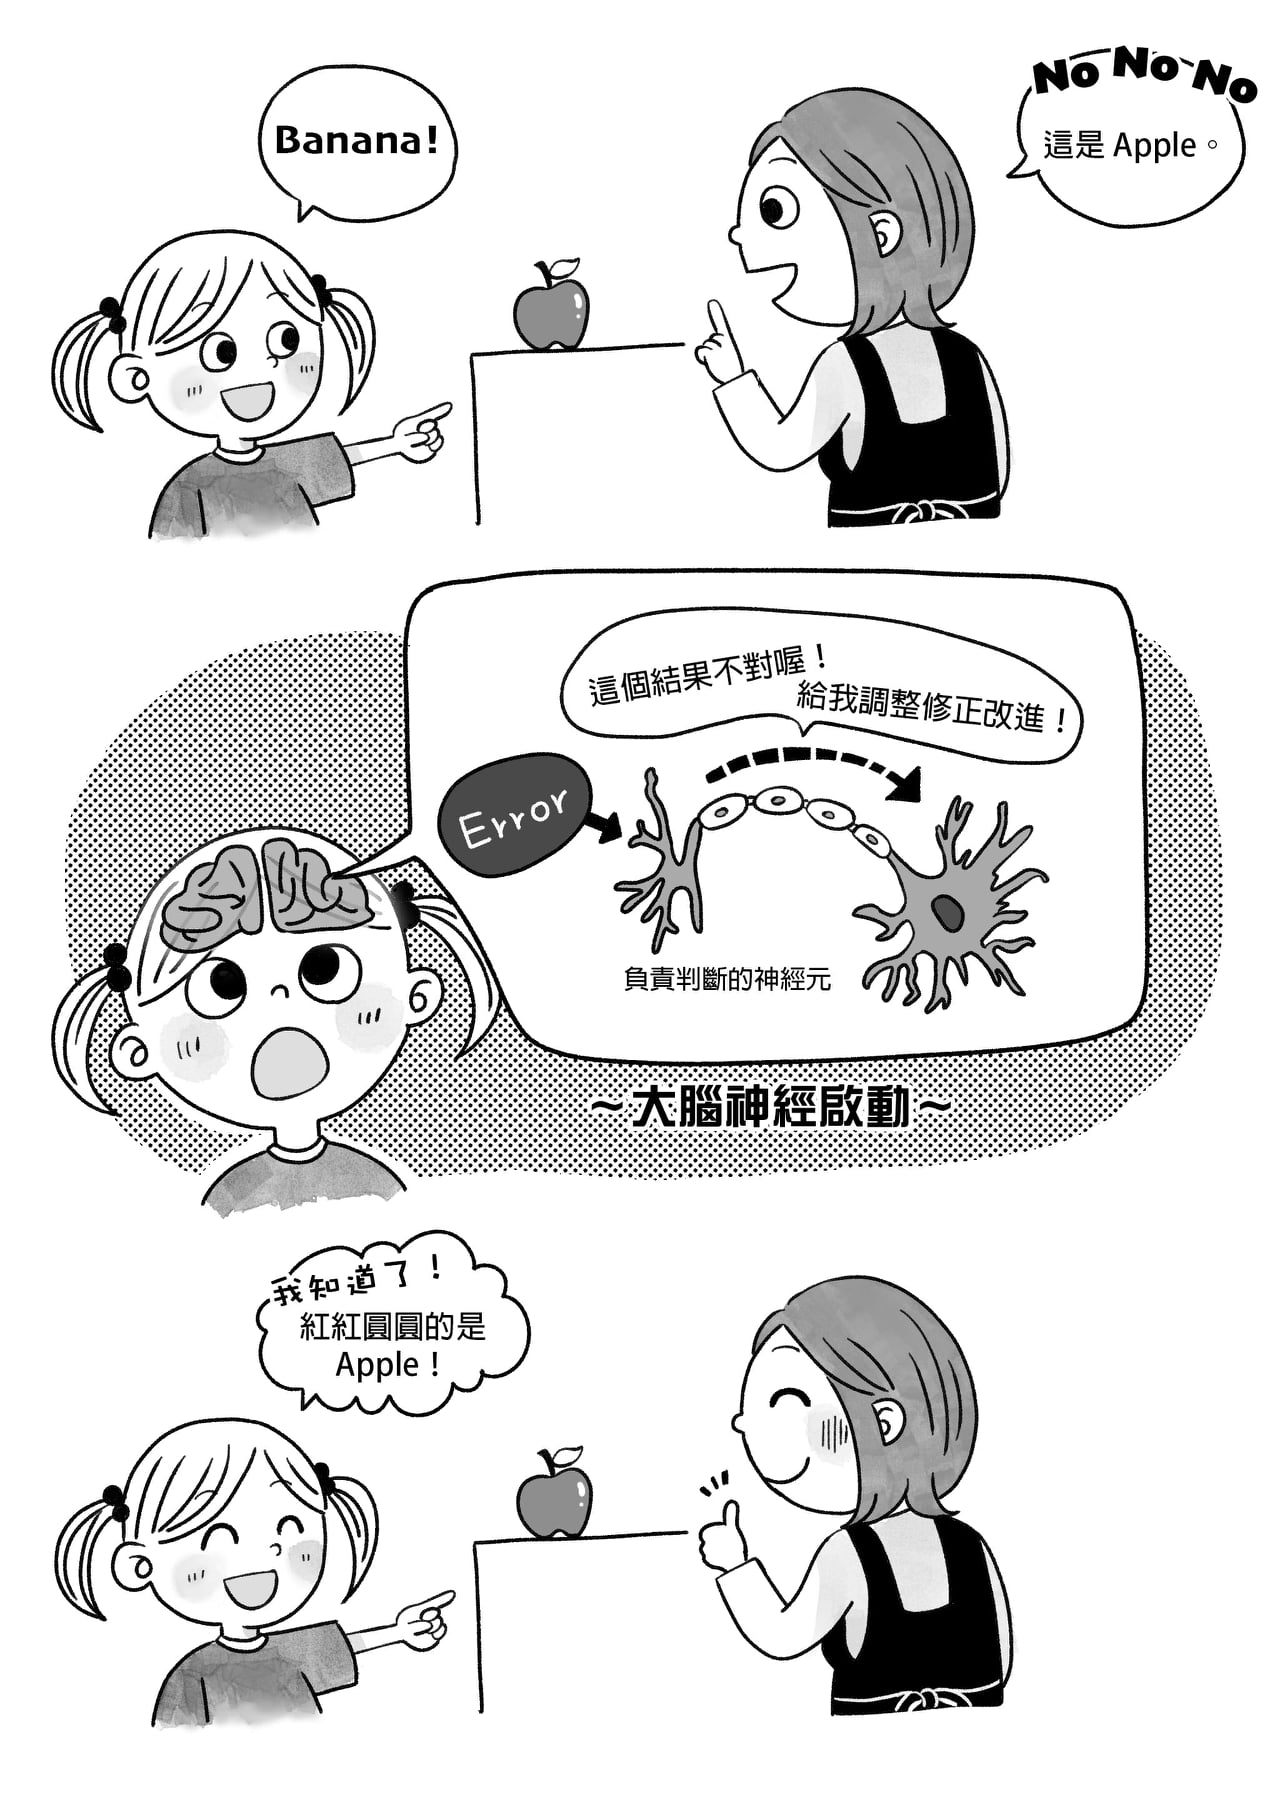 Banana!
No No No
這是 Apple。
這個結果不對喔！
給我調整修正改進！
Error
負責判斷的神經元
～大腦神經啟動～
我知道了！
紅紅圓圓的是
Apple！